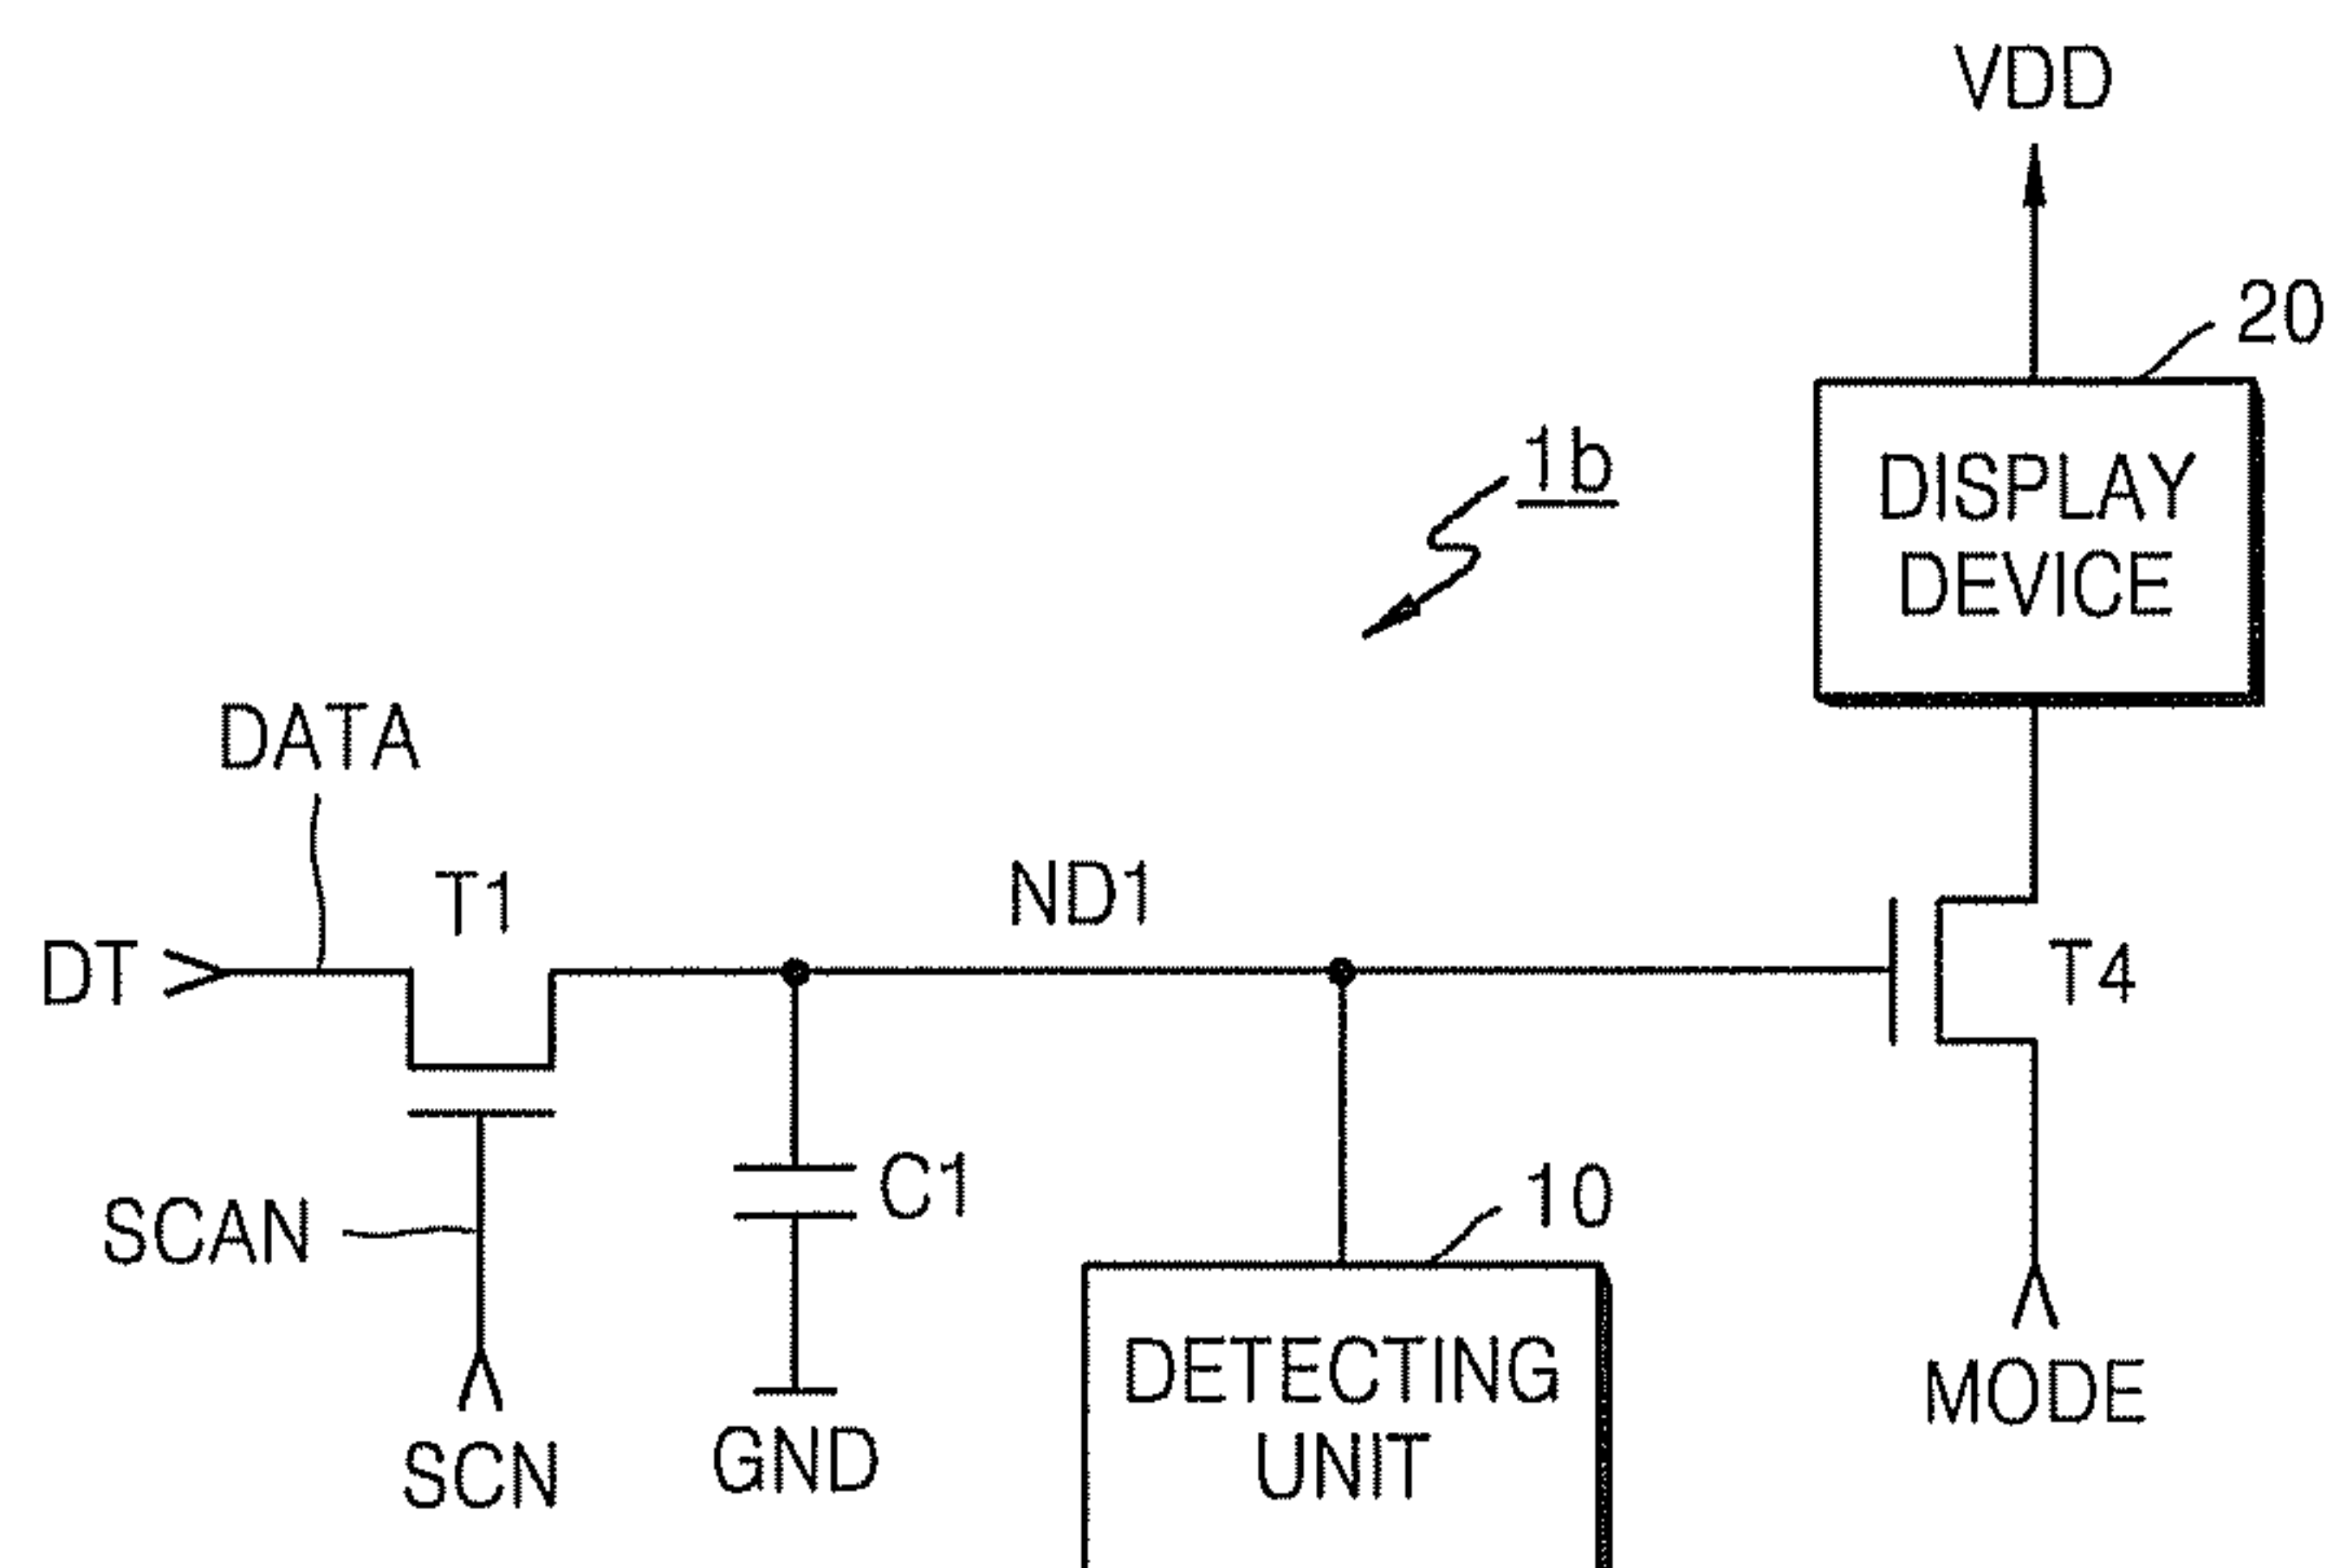 VDD
20
1b
DISPLAY
DEVICE
DATA
T1
ND1
DT
T4
C1
10
SCAN
DETECTING
UNIT
MODE
GND
SCN